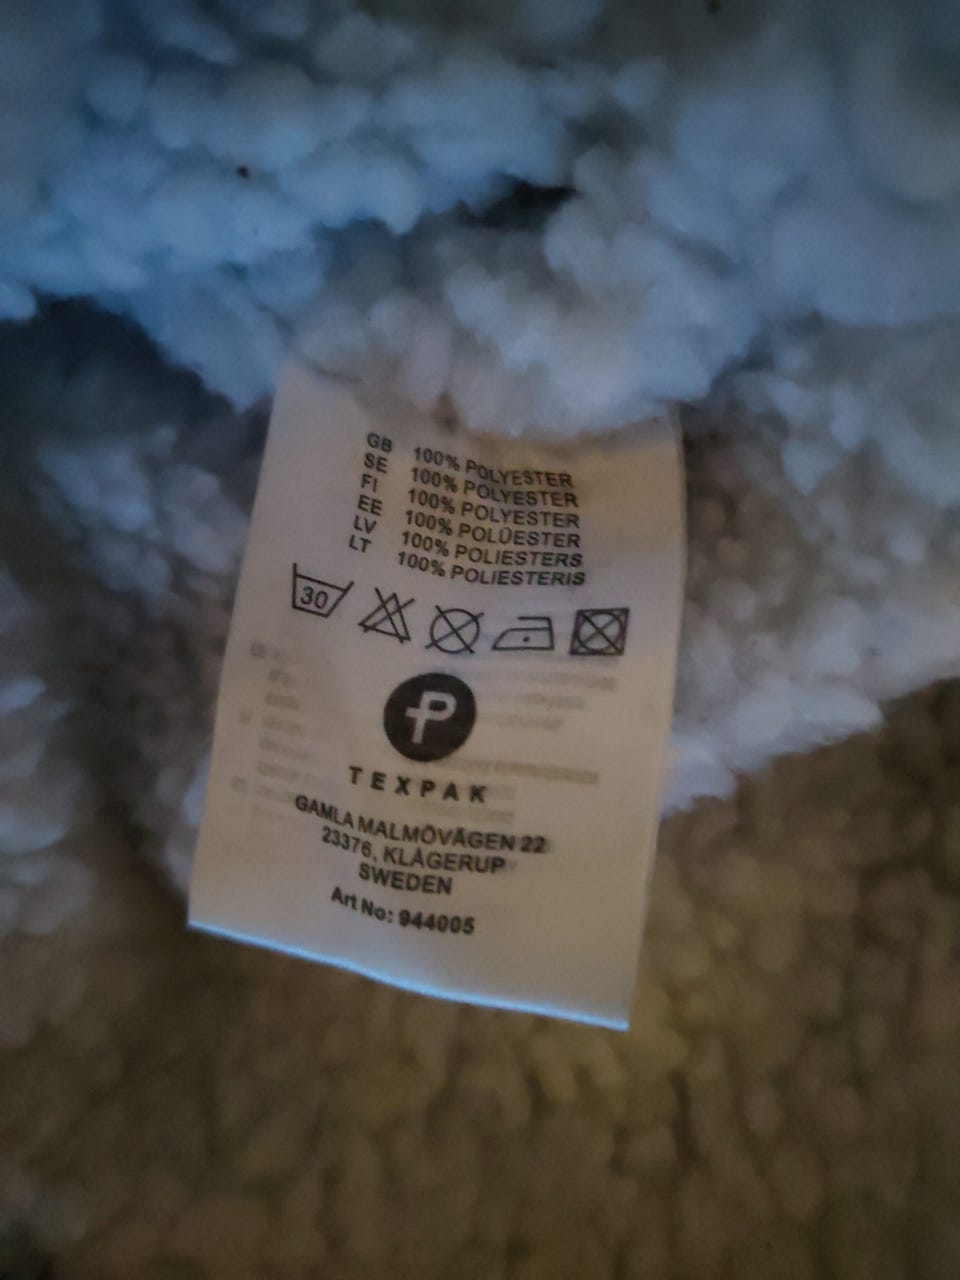 GB 100% POLYESTER
SE 100% POLYESTER
FI 100% POLYESTER
EE 100% POLÜESTER
LV 100% POLIESTERS
LT 100% POLIESTERIS
30
P
TEXPAK
GAMLA MALMÖVÄGEN 22
23376, KLÅGERUP
SWEDEN
Art No: 944005